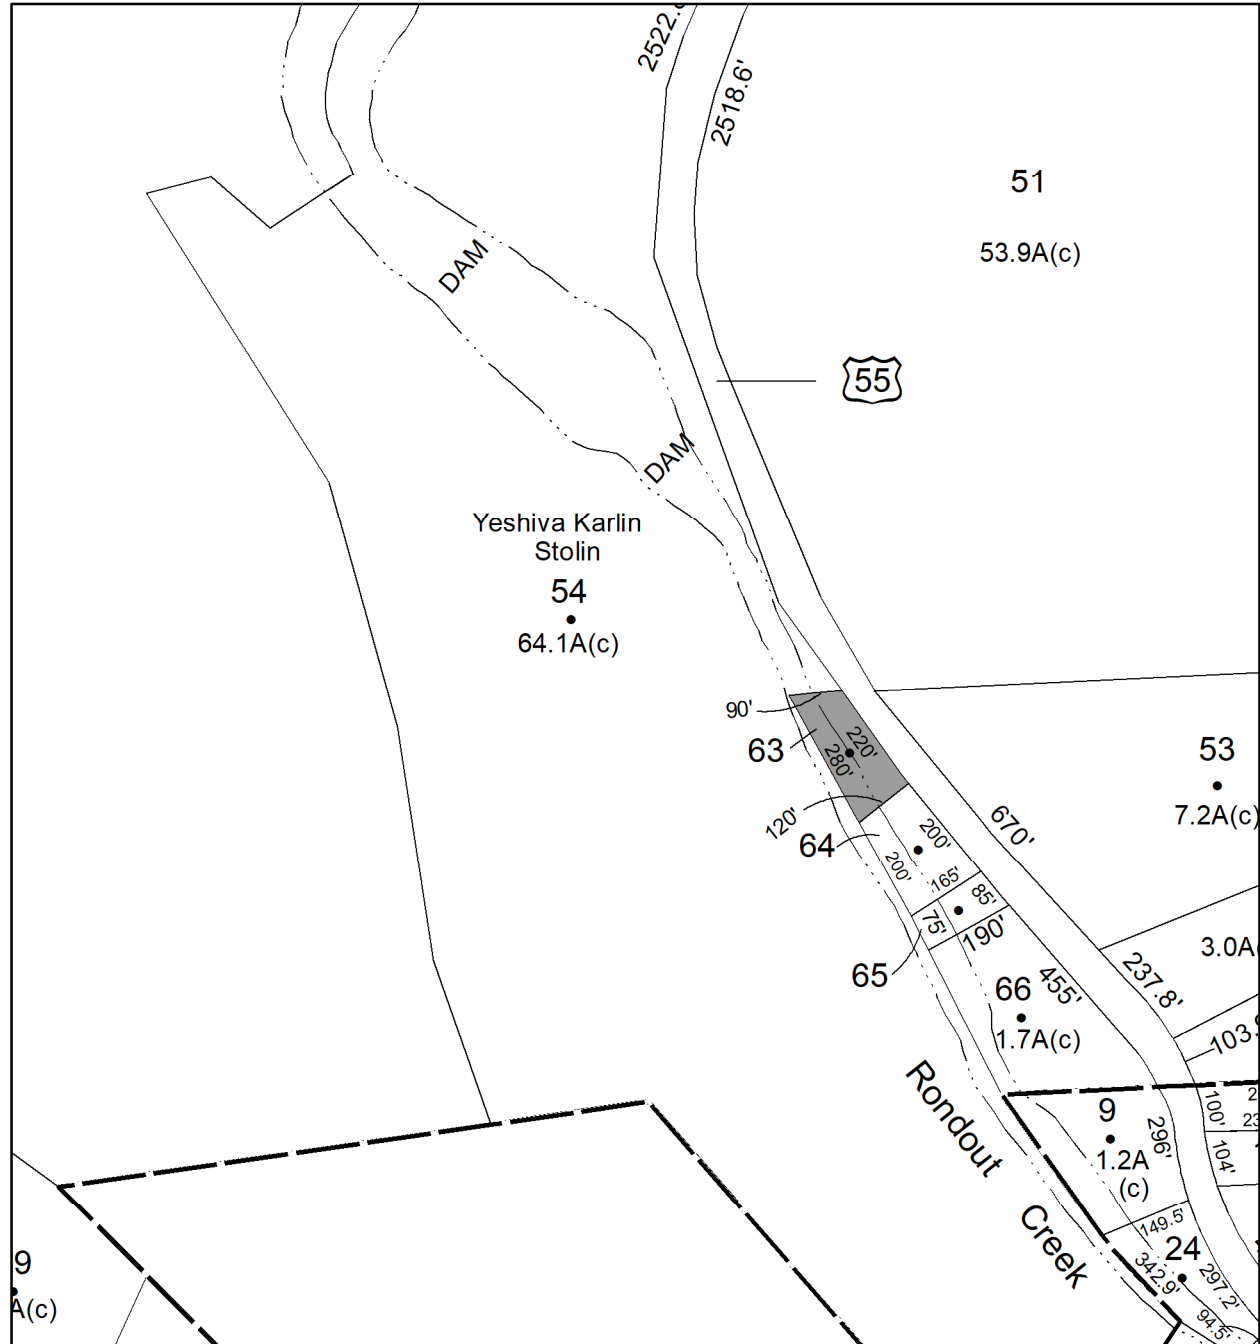 2518.6'
51
53.9A(c)
DAM
55
DAM
Yeshiva Karlin
Stolin
54
64.1A(c)
90'
63
220'
280'
53
7.2A(c)
120'
670'
64
200'
200'
165'
85'
75'
190'
65
237.8'
66
455'
1.7A(c)
Rondout
Creek
9
1.2A
(c)
296'
100'
104'
149.5'
24
342.9'
297.2'
94.5'
9
A(c)
3.0A
103.
2522.